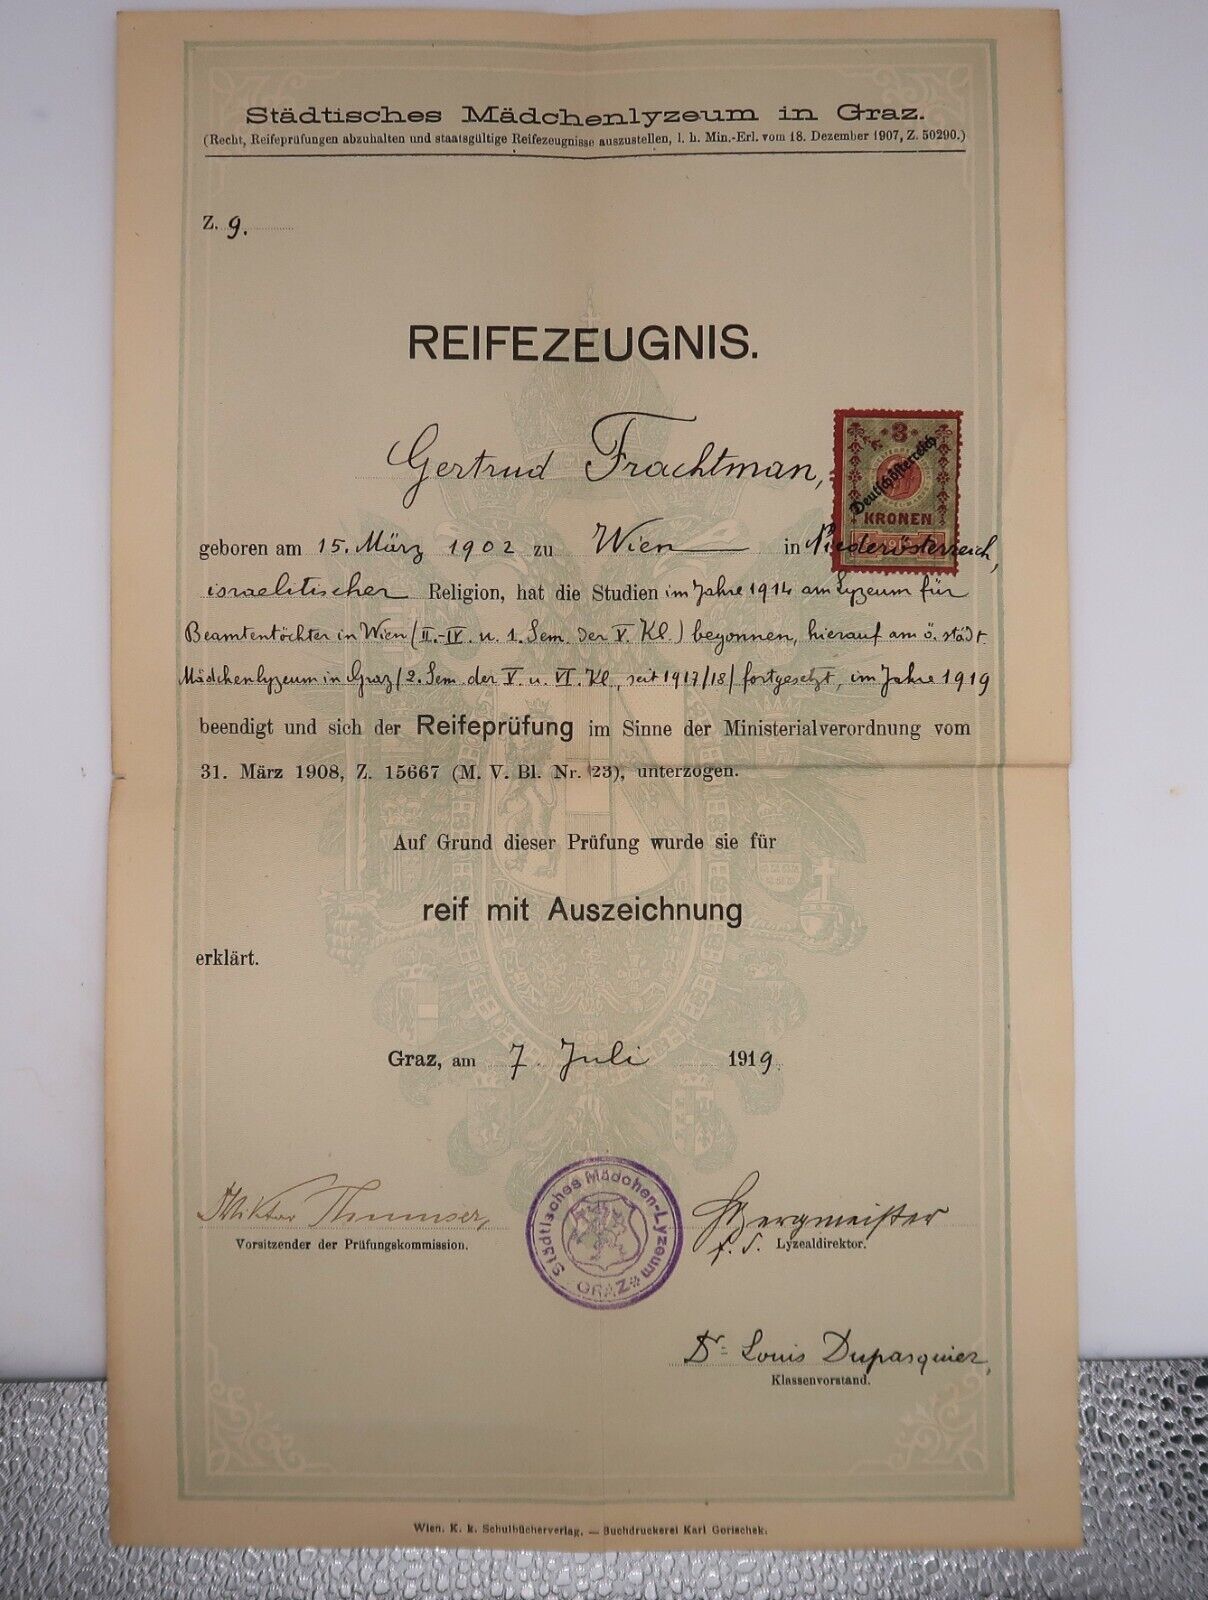 Städtisches Mädchenlyzeum in Graz.
(Recht, Reifeprüfungen abzuhalten und staatsgültige Reifezeugnisse auszustellen, l. h. Min.-Erl. vom 18. Dezember 1907, Z. 50290.)
Z. 9.
REIFEZEUGNIS.
Gertrud Frachtman,
3
Deutschösterreich
KRONEN
geboren am 15. März 1902 zu Wien in Niederösterreich,
israelitischer Religion, hat die Studien im Jahre 1914 am Lyzeum für
Beamtentöchter in Wien (II.-IV. u. 1. Sem. der V. Kl.) begonnen, hierauf am ö. städt.
Mädchenlyzeum in Graz (2. Sem. der V. u. VI. Kl., seit 1917/18) fortgesetzt, im Jahre 1919
beendigt und sich der Reifeprüfung im Sinne der Ministerialverordnung vom
31. März 1908, Z. 15667 (M. V. Bl. Nr. 23), unterzogen.
Auf Grund dieser Prüfung wurde sie für
reif mit Auszeichnung
erklärt.
Graz, am 7. Juli 1919.
Städtisches Mädchen-Lyzeum
GRAZ
Viktor Thumser,
Vorsitzender der Prüfungskommission.
Bergmeister
Lyzealdirektor.
Dr. Louis Dupasquier,
Klassenvorstand.
Wien. K. k. Schulbücherverlag. — Buchdruckerei Karl Gorischek.